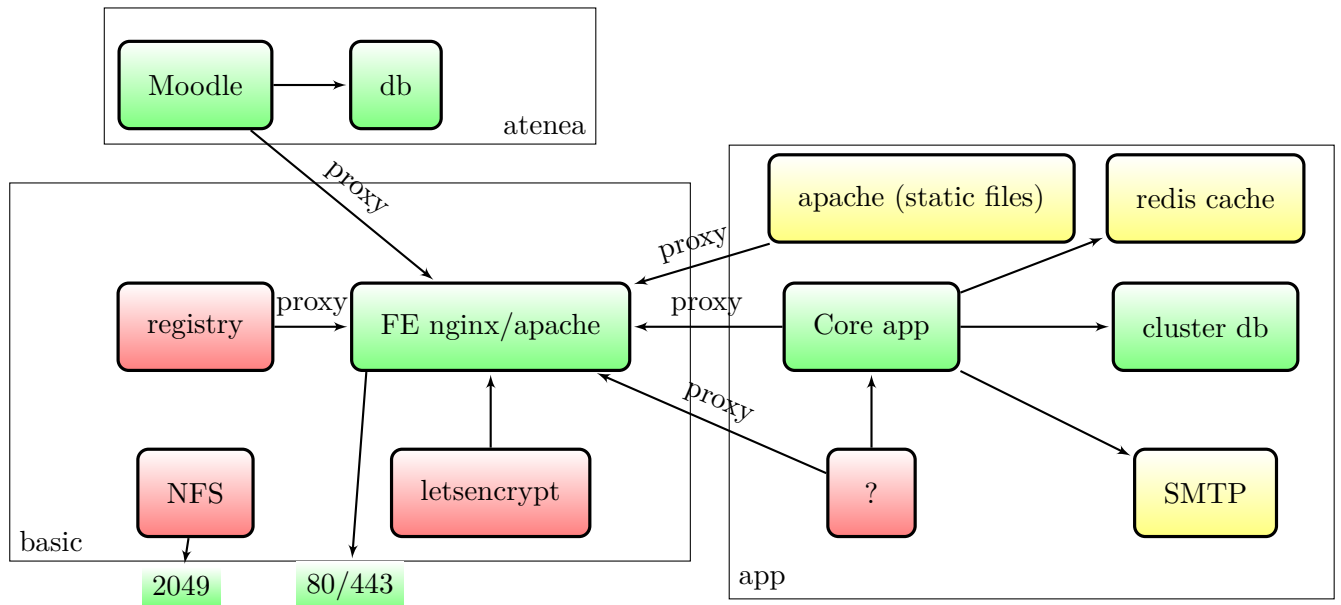 Moodle
db
atenea
proxy
apache (static files)
redis cache
proxy
registry
proxy
FE nginx/apache
proxy
Core app
cluster db
proxy
NFS
letsencrypt
?
SMTP
basic
2049
80/443
app